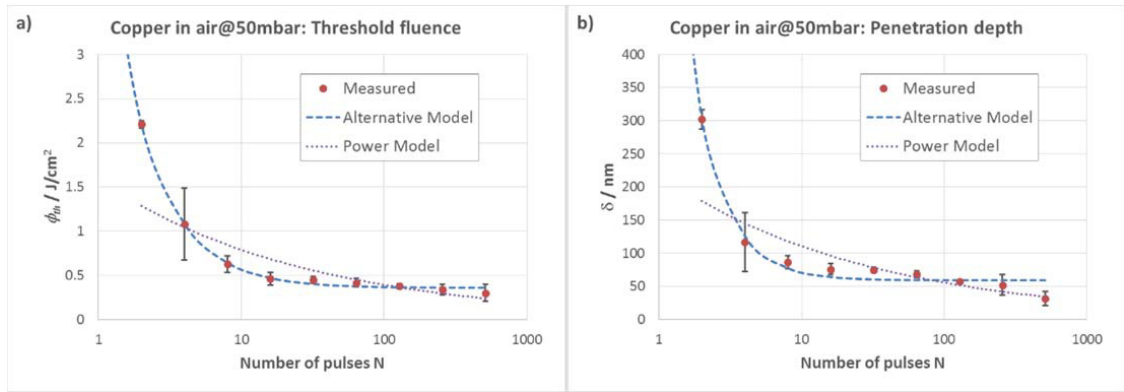 a)
Copper in air@50mbar: Threshold fluence
3
2.5
2
1.5
1
0.5
0
ϕth / J/cm²
Measured
Alternative Model
Power Model
1
10
100
1000
Number of pulses N
b)
Copper in air@50mbar: Penetration depth
400
350
300
250
200
150
100
50
0
δ / nm
Measured
Alternative Model
Power Model
1
10
100
1000
Number of pulses N